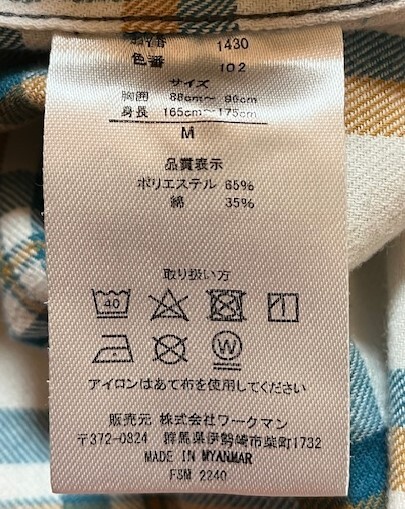 1430
色番 102
サイズ
胸囲 88cm〜 96cm
身長 165cm〜175cm
M
品質表示
ポリエステル 65%
綿 35%
取り扱い方
40
W
アイロンはあて布を使用してください
販売元 株式会社ワークマン
〒372-0824 群馬県伊勢崎市柴町1732
MADE IN MYANMAR
FSM 2240